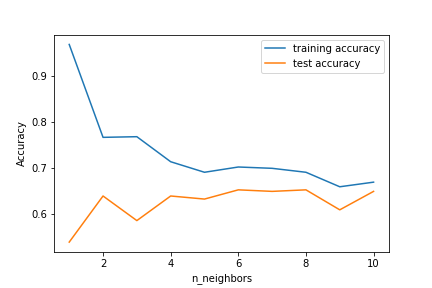 training accuracy
test accuracy
Accuracy
0.9
0.8
0.7
0.6
2 4 6 8 10
n_neighbors